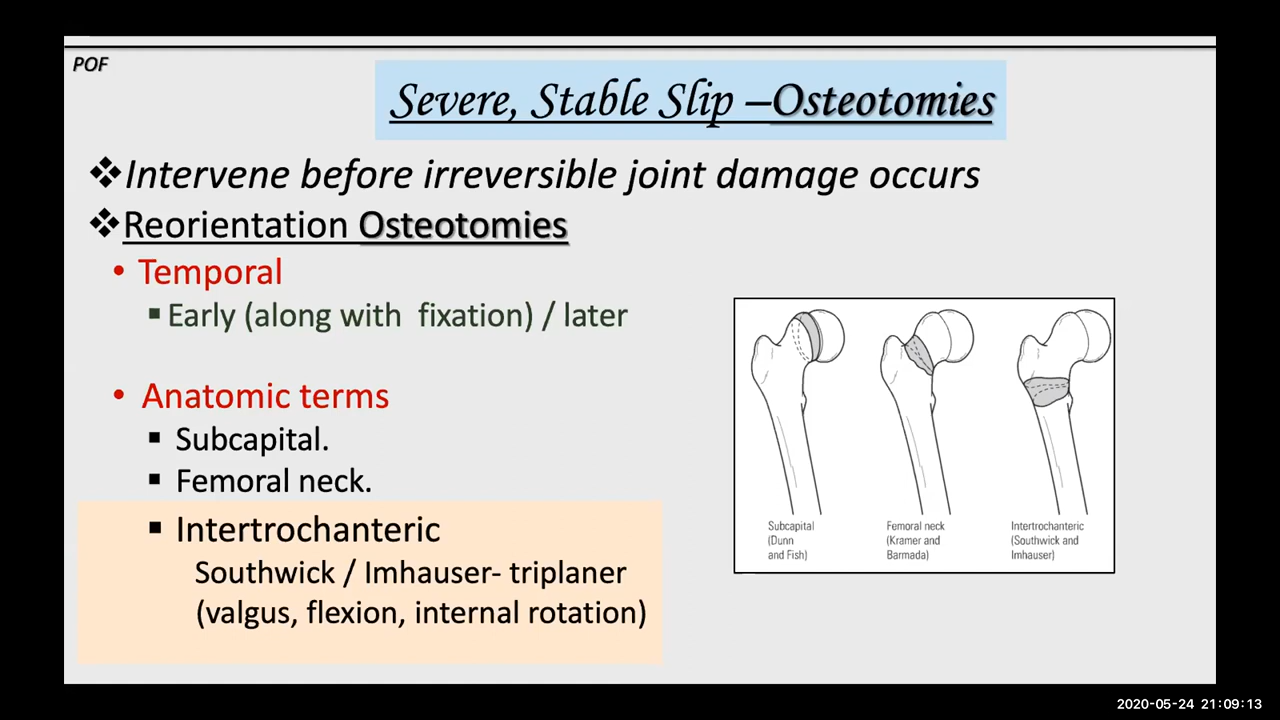 POF
Severe, Stable Slip –Osteotomies
❖Intervene before irreversible joint damage occurs
❖Reorientation Osteotomies
• Temporal
▪Early (along with fixation) / later
• Anatomic terms
▪ Subcapital.
▪ Femoral neck.
▪ Intertrochanteric
Southwick / Imhauser- triplaner
(valgus, flexion, internal rotation)
Subcapital
(Dunn
and Fish)
Femoral neck
(Kramer and
Barmada)
Intertrochanteric
(Southwick and
Imhauser)
2020-05-24 21:09:13